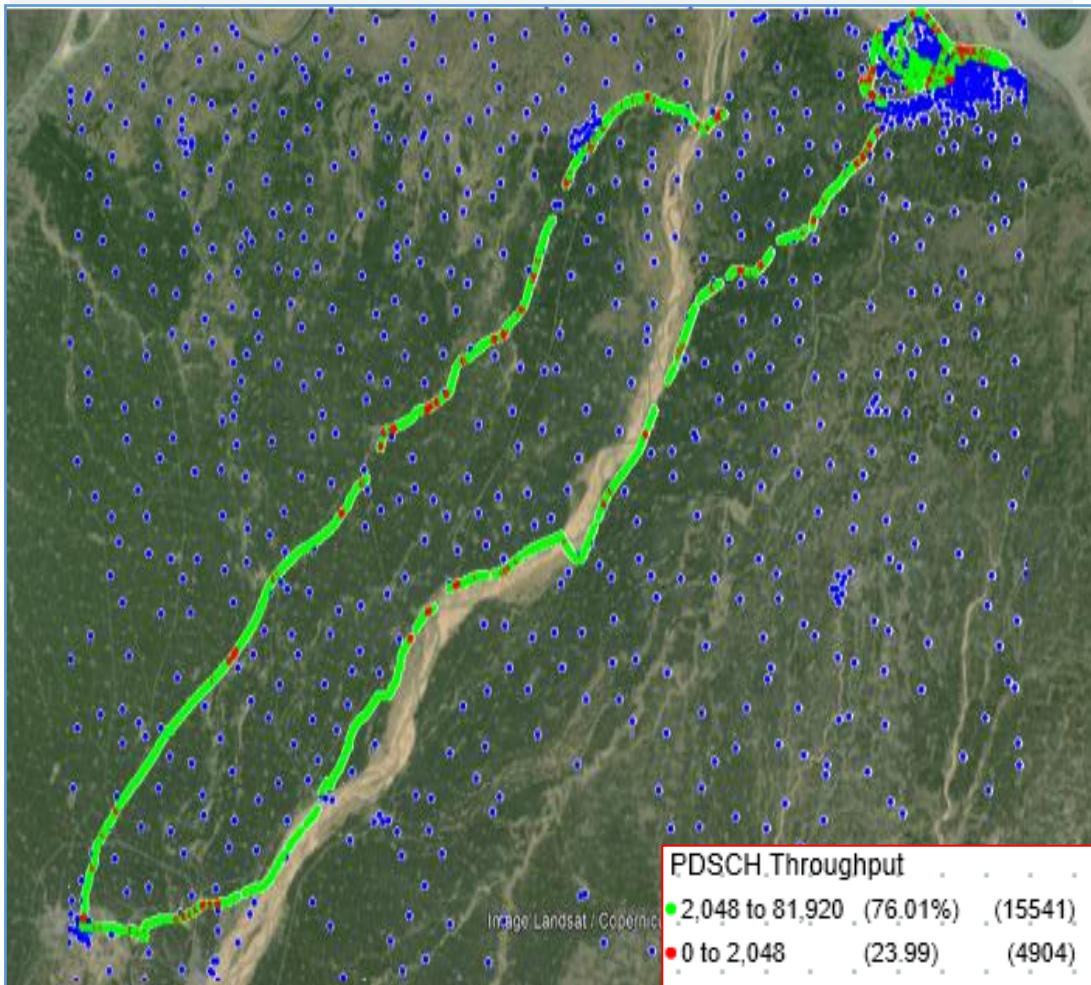 Image Landsat / Copernic
PDSCH Throughput
2,048 to 81,920 (76.01%) (15541)
0 to 2,048 (23.99) (4904)